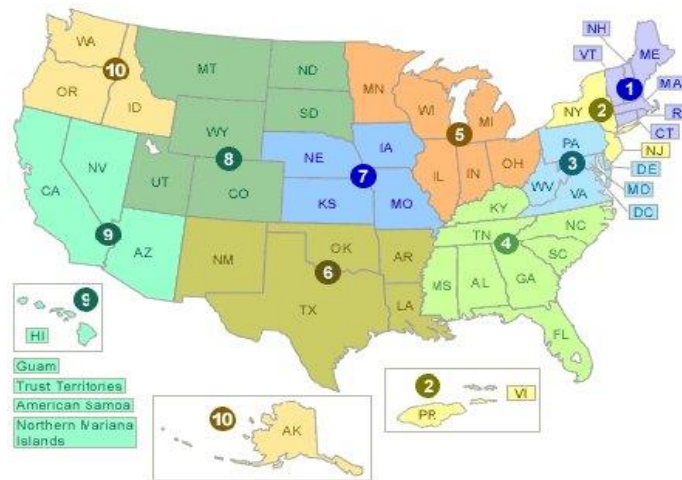 NH
VT
ME
MA
R
CT
NY
2
1
NJ
WA
10
OR
ID
MT
ND
SD
WY
8
UT
CO
MN
WI
MI
5
IL
IN
OH
NE
IA
7
KS
MO
PA
3
WV
VA
DE
MD
DC
CA
NV
9
AZ
NM
OK
6
AR
TX
LA
KY
TN
4
NC
SC
MS
AL
GA
FL
9
HI
Guam
Trust Territories
American Samoa
Northern Mariana
Islands
10
AK
2
PR
VI